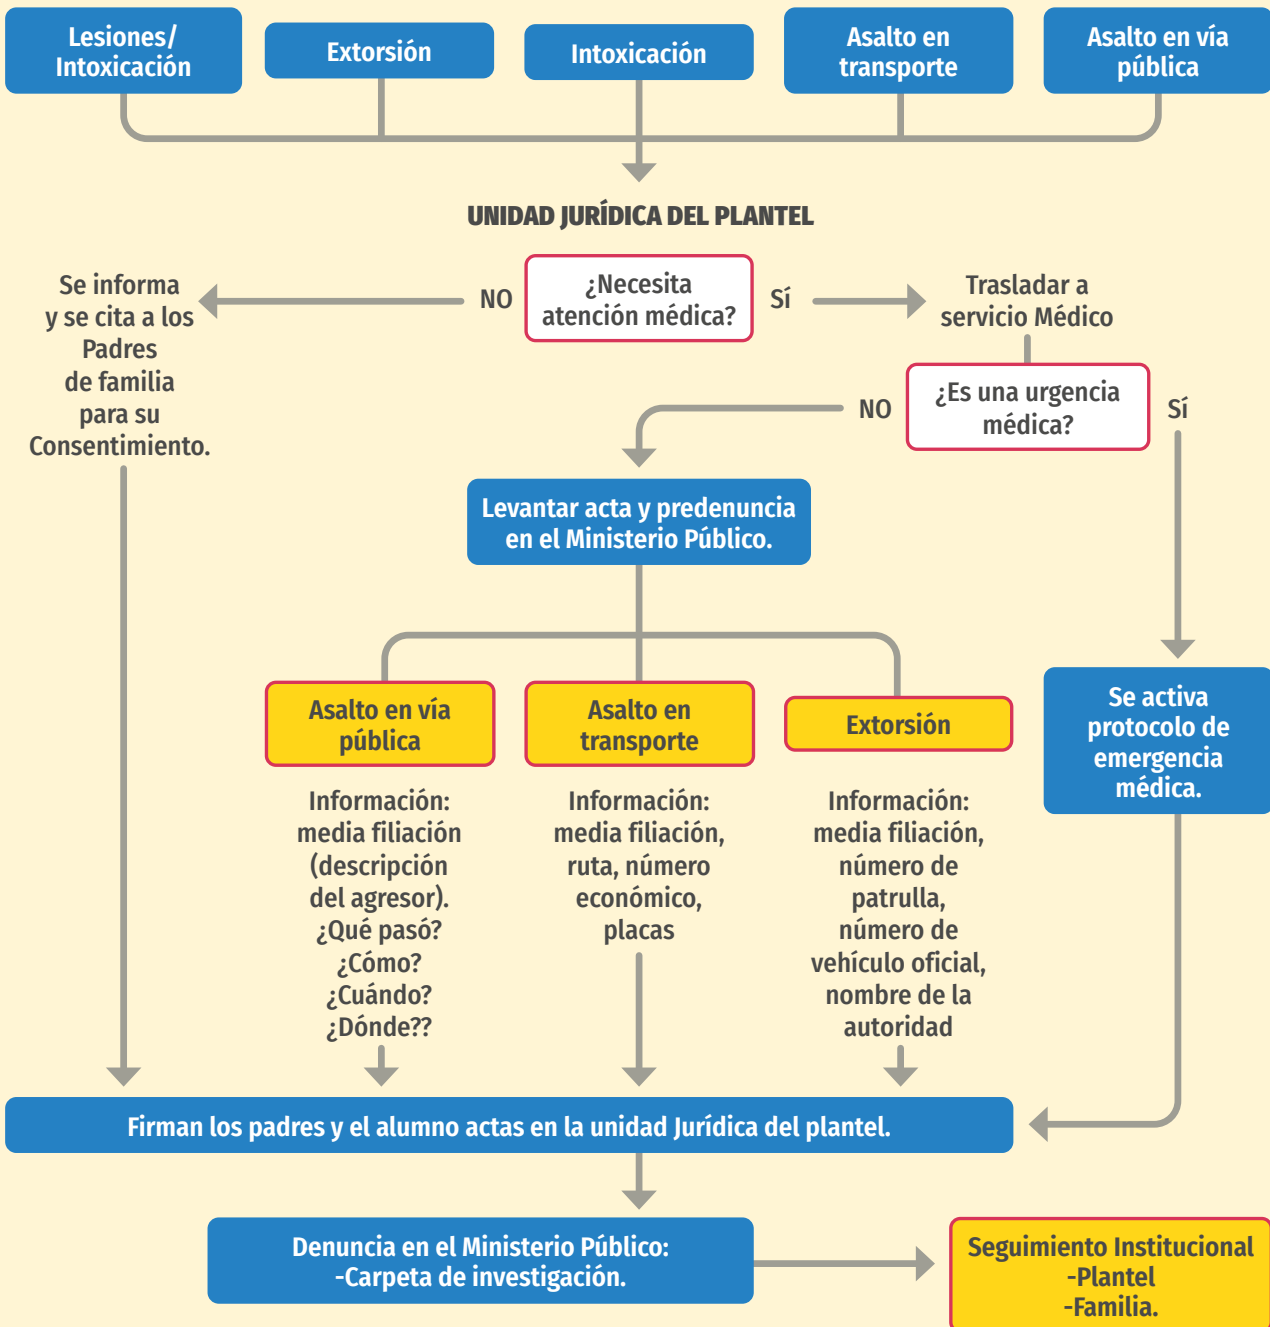 Lesiones/
Intoxicación
Extorsión
Intoxicación
Asalto en
transporte
Asalto en vía
pública
UNIDAD JURÍDICA DEL PLANTEL
Se informa
y se cita a los
Padres
de familia
para su
Consentimiento.
NO
¿Necesita
atención médica?
Sí
Trasladar a
servicio Médico
NO
¿Es una urgencia
médica?
Sí
Levantar acta y predenuncia
en el Ministerio Público.
Asalto en vía
pública
Asalto en
transporte
Extorsión
Se activa
protocolo de
emergencia
médica.
Información:
media filiación
(descripción
del agresor).
¿Qué pasó?
¿Cómo?
¿Cuándo?
¿Dónde??
Información:
media filiación,
ruta, número
económico,
placas
Información:
media filiación,
número de
patrulla,
número de
vehículo oficial,
nombre de la
autoridad
Firman los padres y el alumno actas en la unidad Jurídica del plantel.
Denuncia en el Ministerio Público:
-Carpeta de investigación.
Seguimiento Institucional
-Plantel
-Familia.